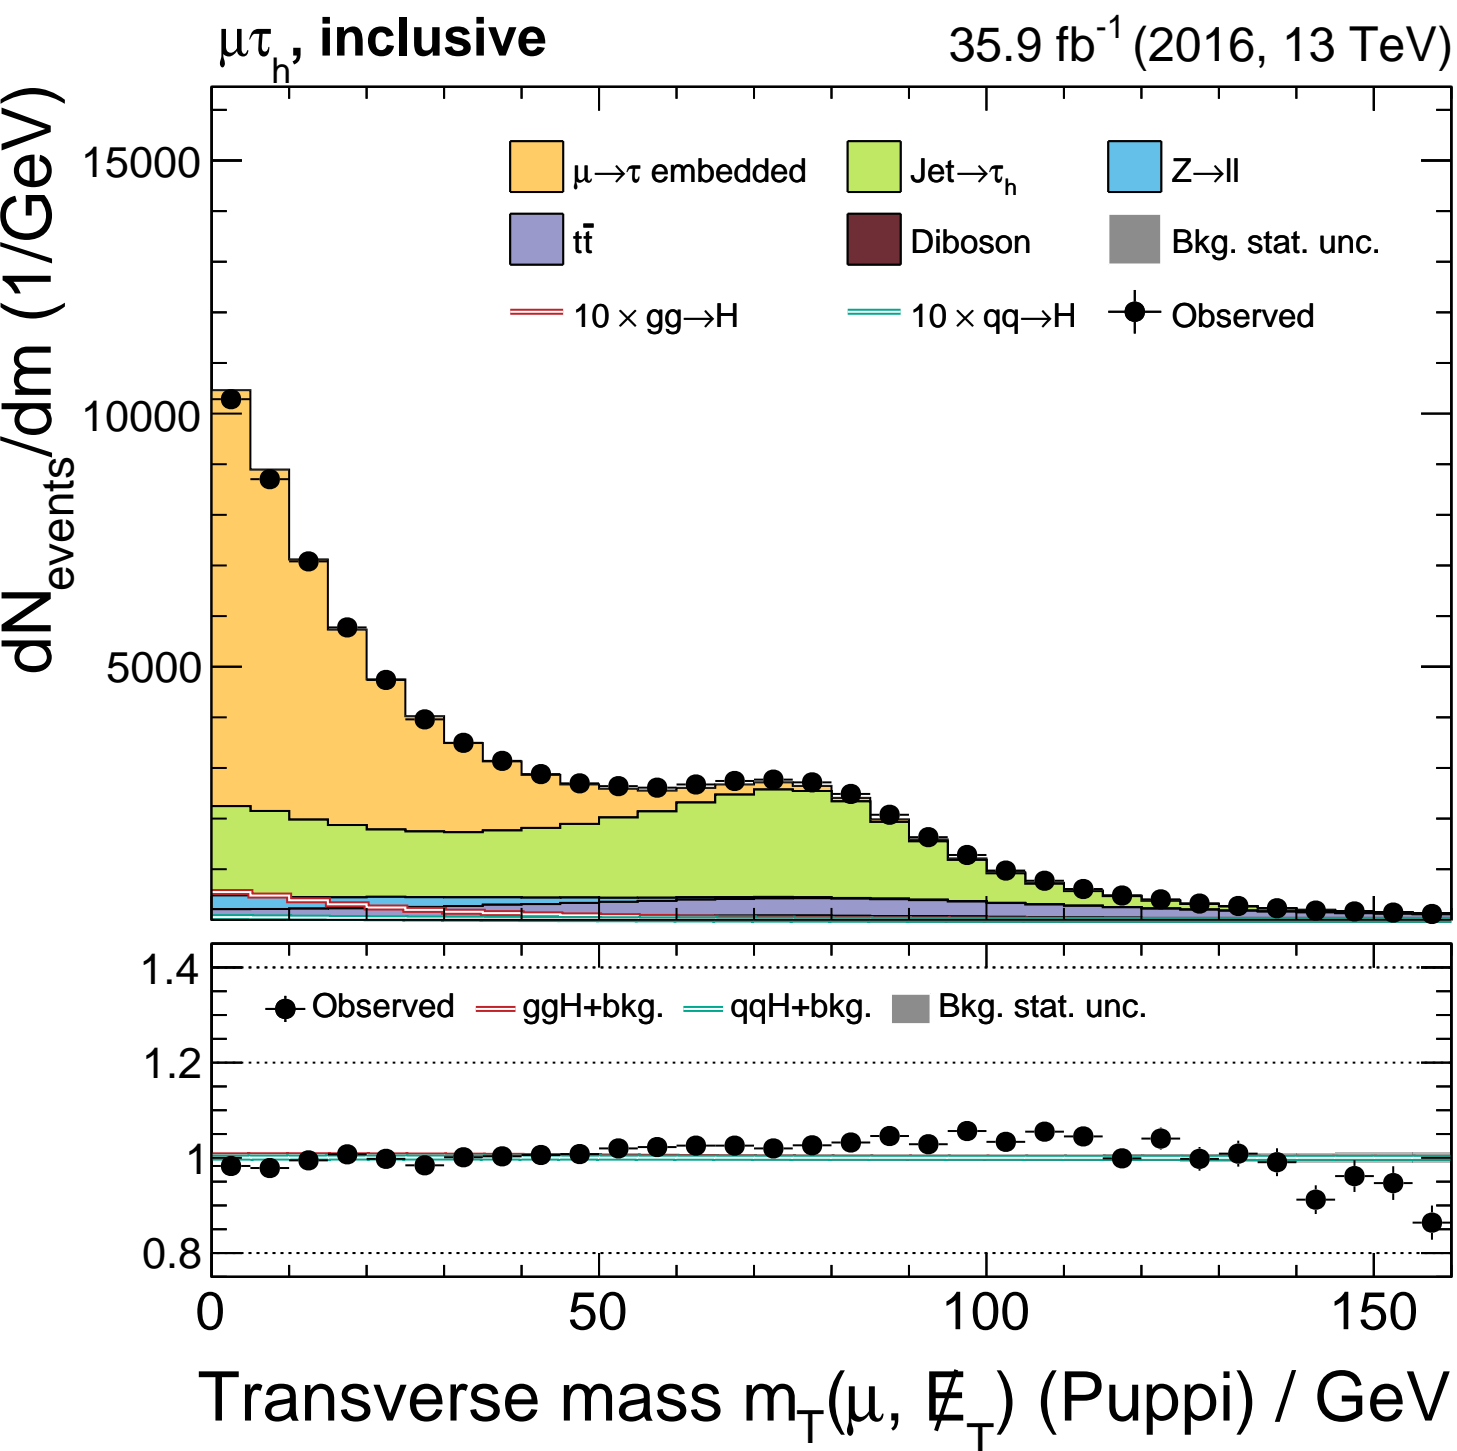 μτh, inclusive 35.9 fb-1 (2016, 13 TeV)
dNevents/dm (1/GeV)
15000
10000
5000
μ→τ embedded Jet→τh Z→ll
tt̄ Diboson Bkg. stat. unc.
10 × gg→H 10 × qq→H Observed
1.4
1.2
1
0.8
Observed ggH+bkg. qqH+bkg. Bkg. stat. unc.
0 50 100 150
Transverse mass mT(μ, E̸T) (Puppi) / GeV